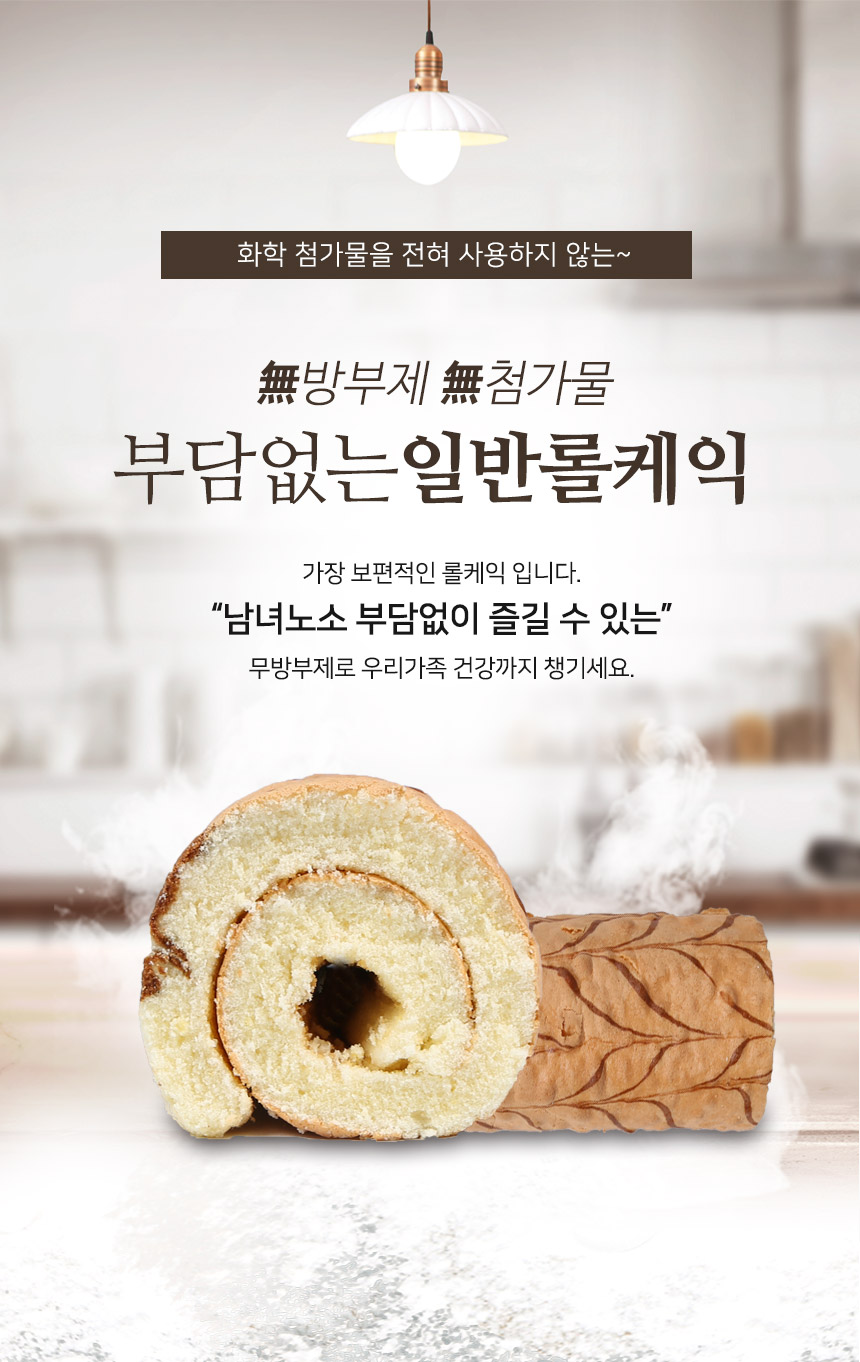 화학 첨가물을 전혀 사용하지 않는~
無방부제 無첨가물
부담없는일반롤케익
가장 보편적인 롤케익 입니다.
“남녀노소 부담없이 즐길 수 있는”
무방부제로 우리가족 건강까지 챙기세요.